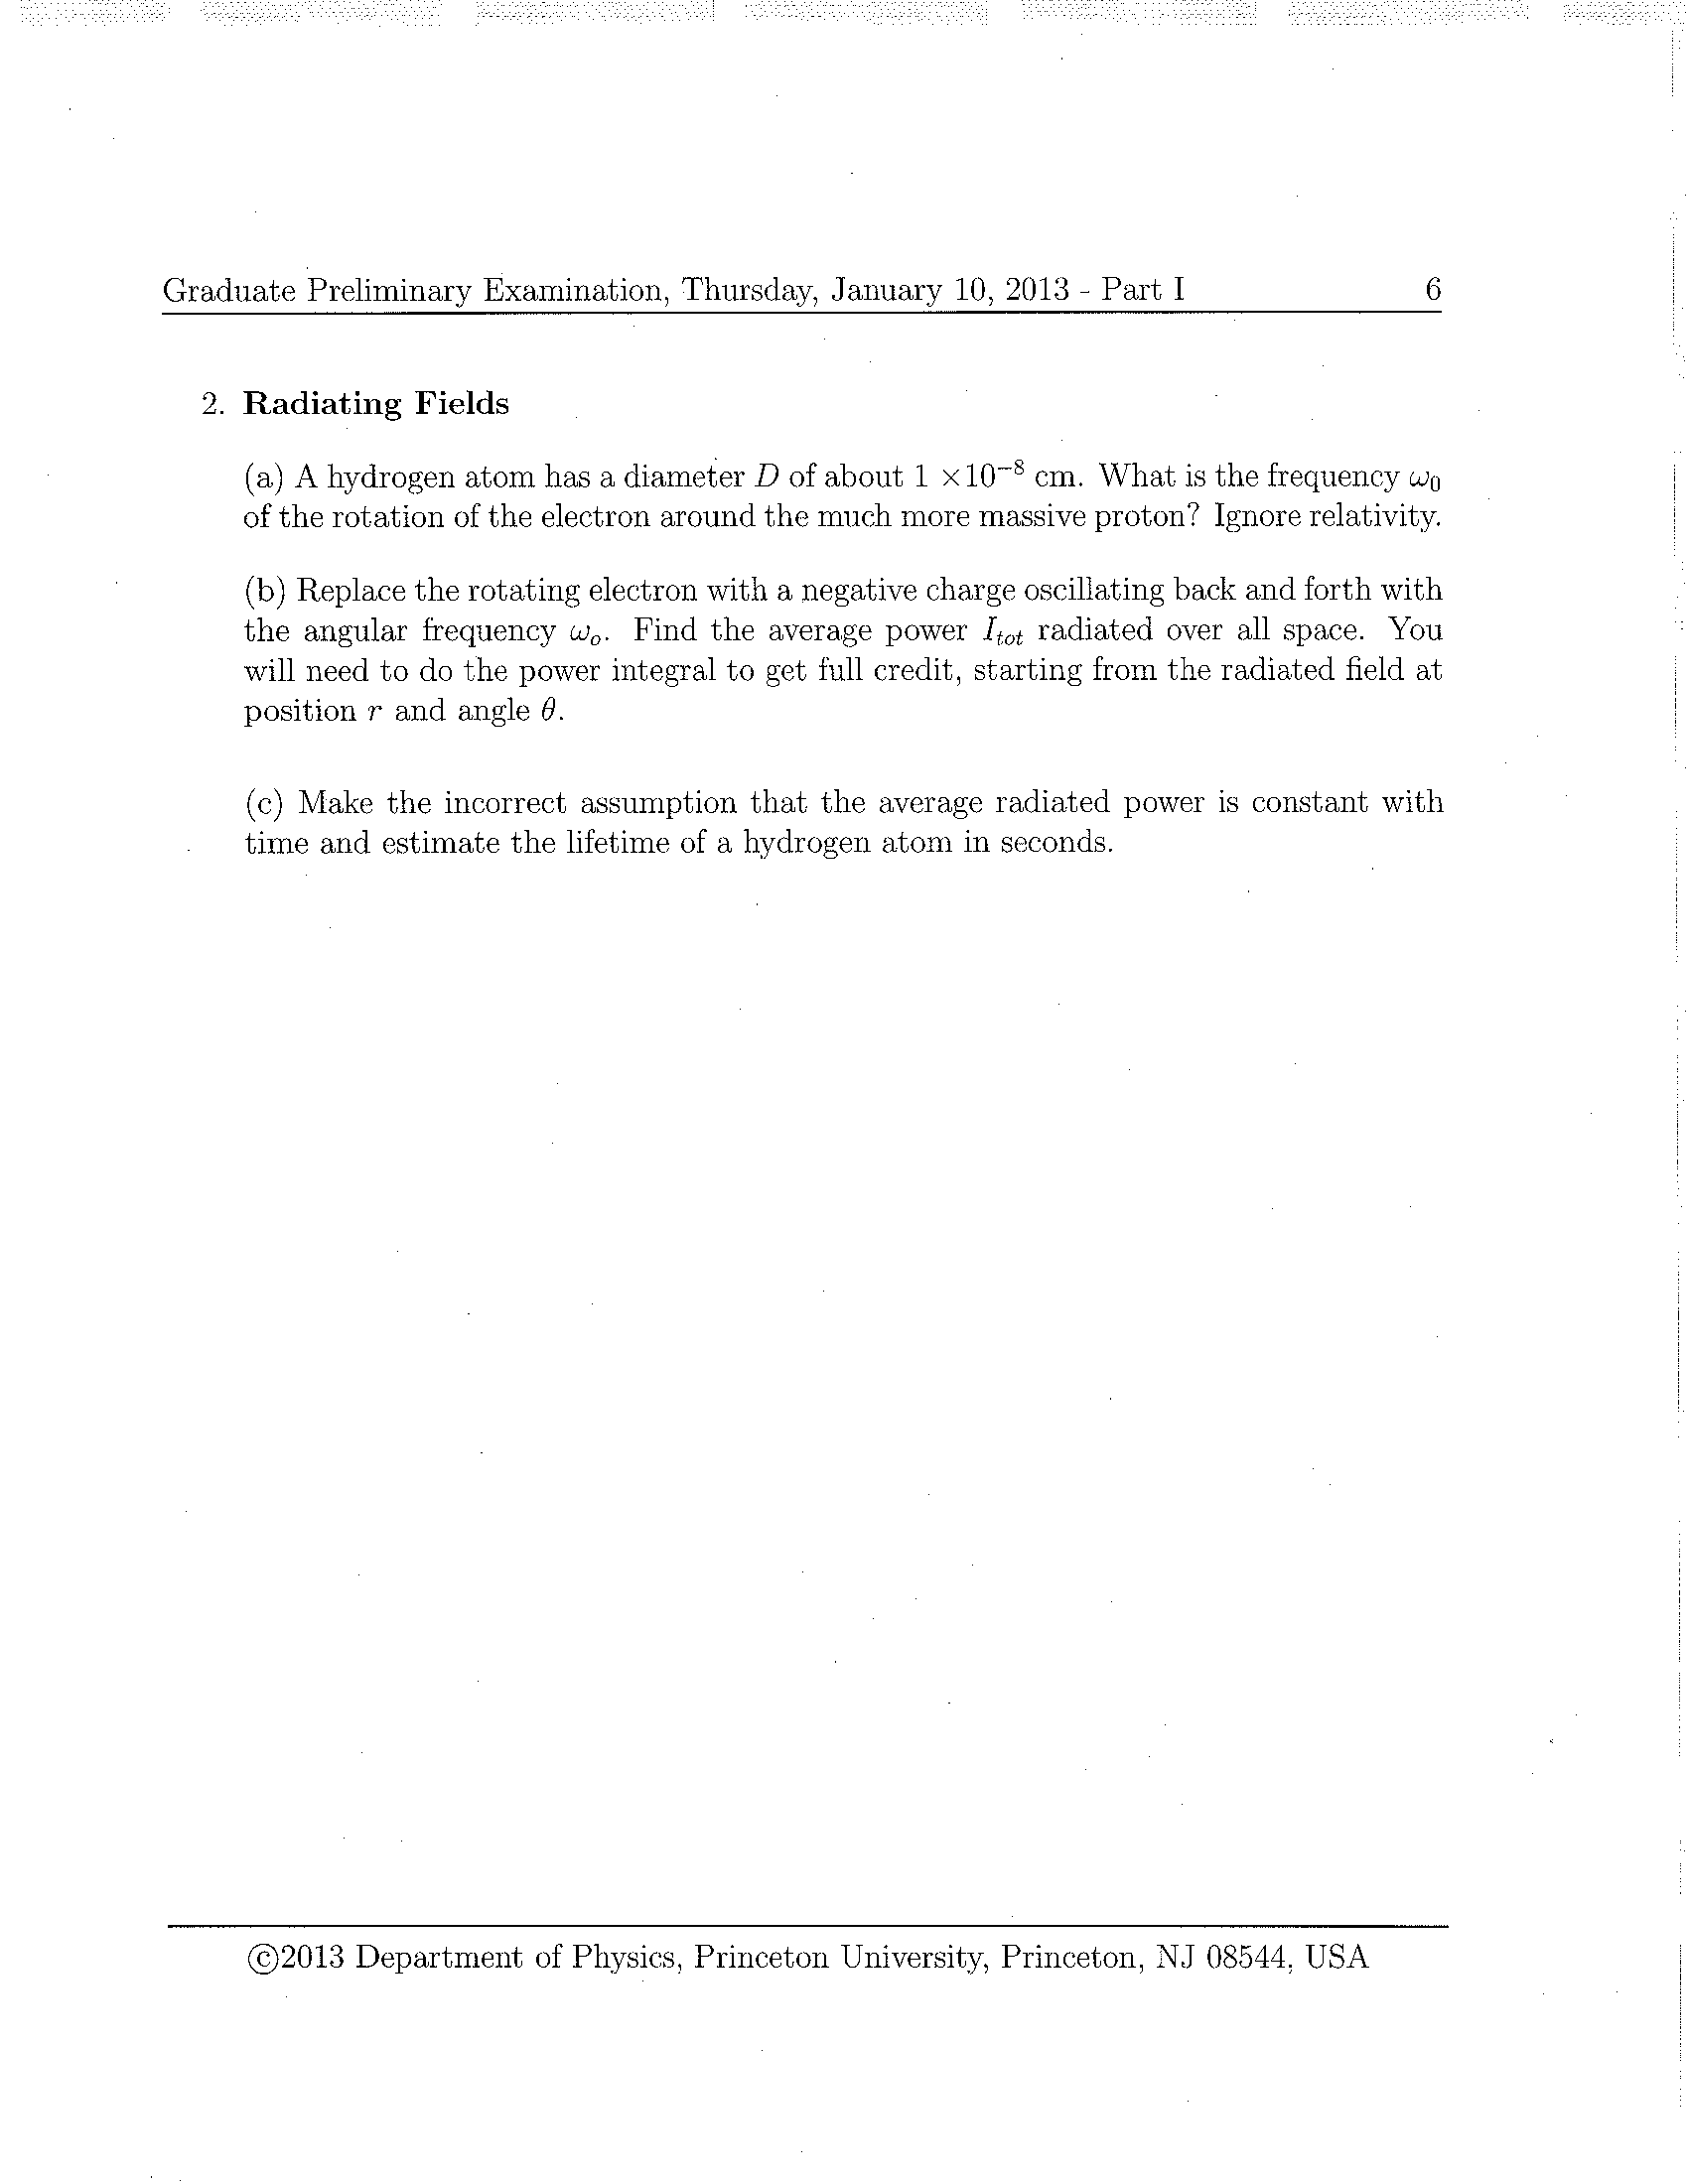 Graduate Preliminary Examination, Thursday, January 10, 2013 - Part I 6
2. Radiating Fields
(a) A hydrogen atom has a diameter D of about 1 ×10⁻⁸ cm. What is the frequency ω₀
of the rotation of the electron around the much more massive proton? Ignore relativity.
(b) Replace the rotating electron with a negative charge oscillating back and forth with
the angular frequency ωₒ. Find the average power Iₜₒₜ radiated over all space. You
will need to do the power integral to get full credit, starting from the radiated field at
position r and angle θ.
(c) Make the incorrect assumption that the average radiated power is constant with
time and estimate the lifetime of a hydrogen atom in seconds.
©2013 Department of Physics, Princeton University, Princeton, NJ 08544, USA